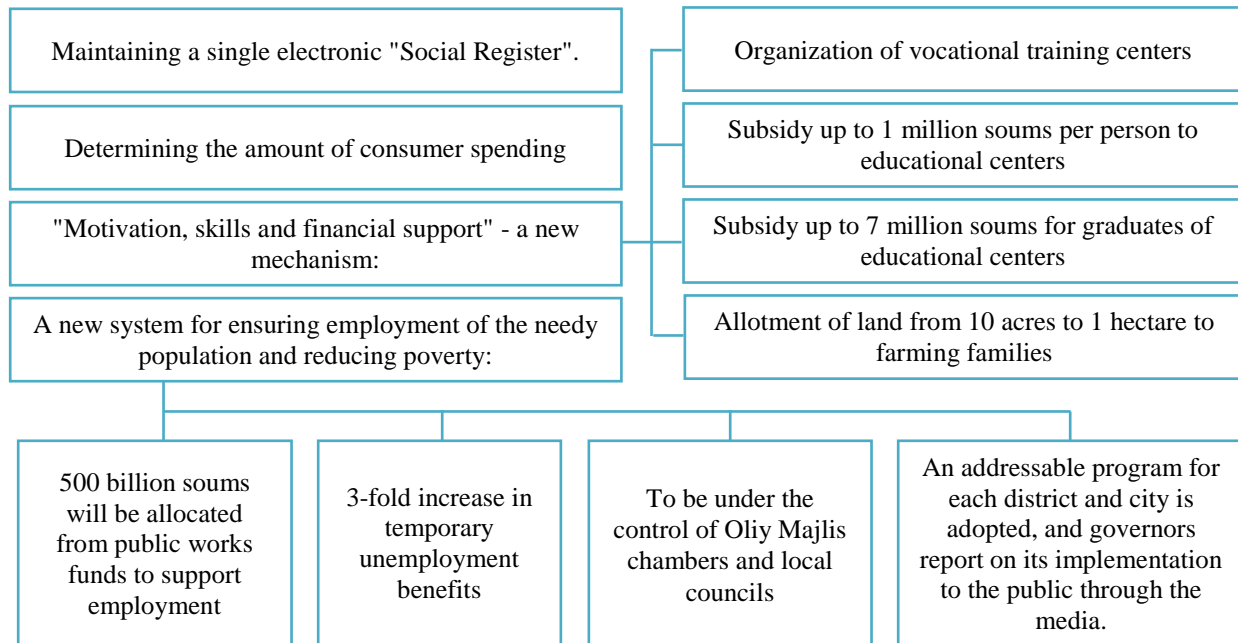 Maintaining a single electronic "Social Register".
Determining the amount of consumer spending
"Motivation, skills and financial support" - a new
mechanism:
A new system for ensuring employment of the needy
population and reducing poverty:
Organization of vocational training centers
Subsidy up to 1 million soums per person to
educational centers
Subsidy up to 7 million soums for graduates of
educational centers
Allotment of land from 10 acres to 1 hectare to
farming families
500 billion soums
will be allocated
from public works
funds to support
employment
3-fold increase in
temporary
unemployment
benefits
To be under the
control of Oliy Majlis
chambers and local
councils
An addressable program for
each district and city is
adopted, and governors
report on its implementation
to the public through the
media.